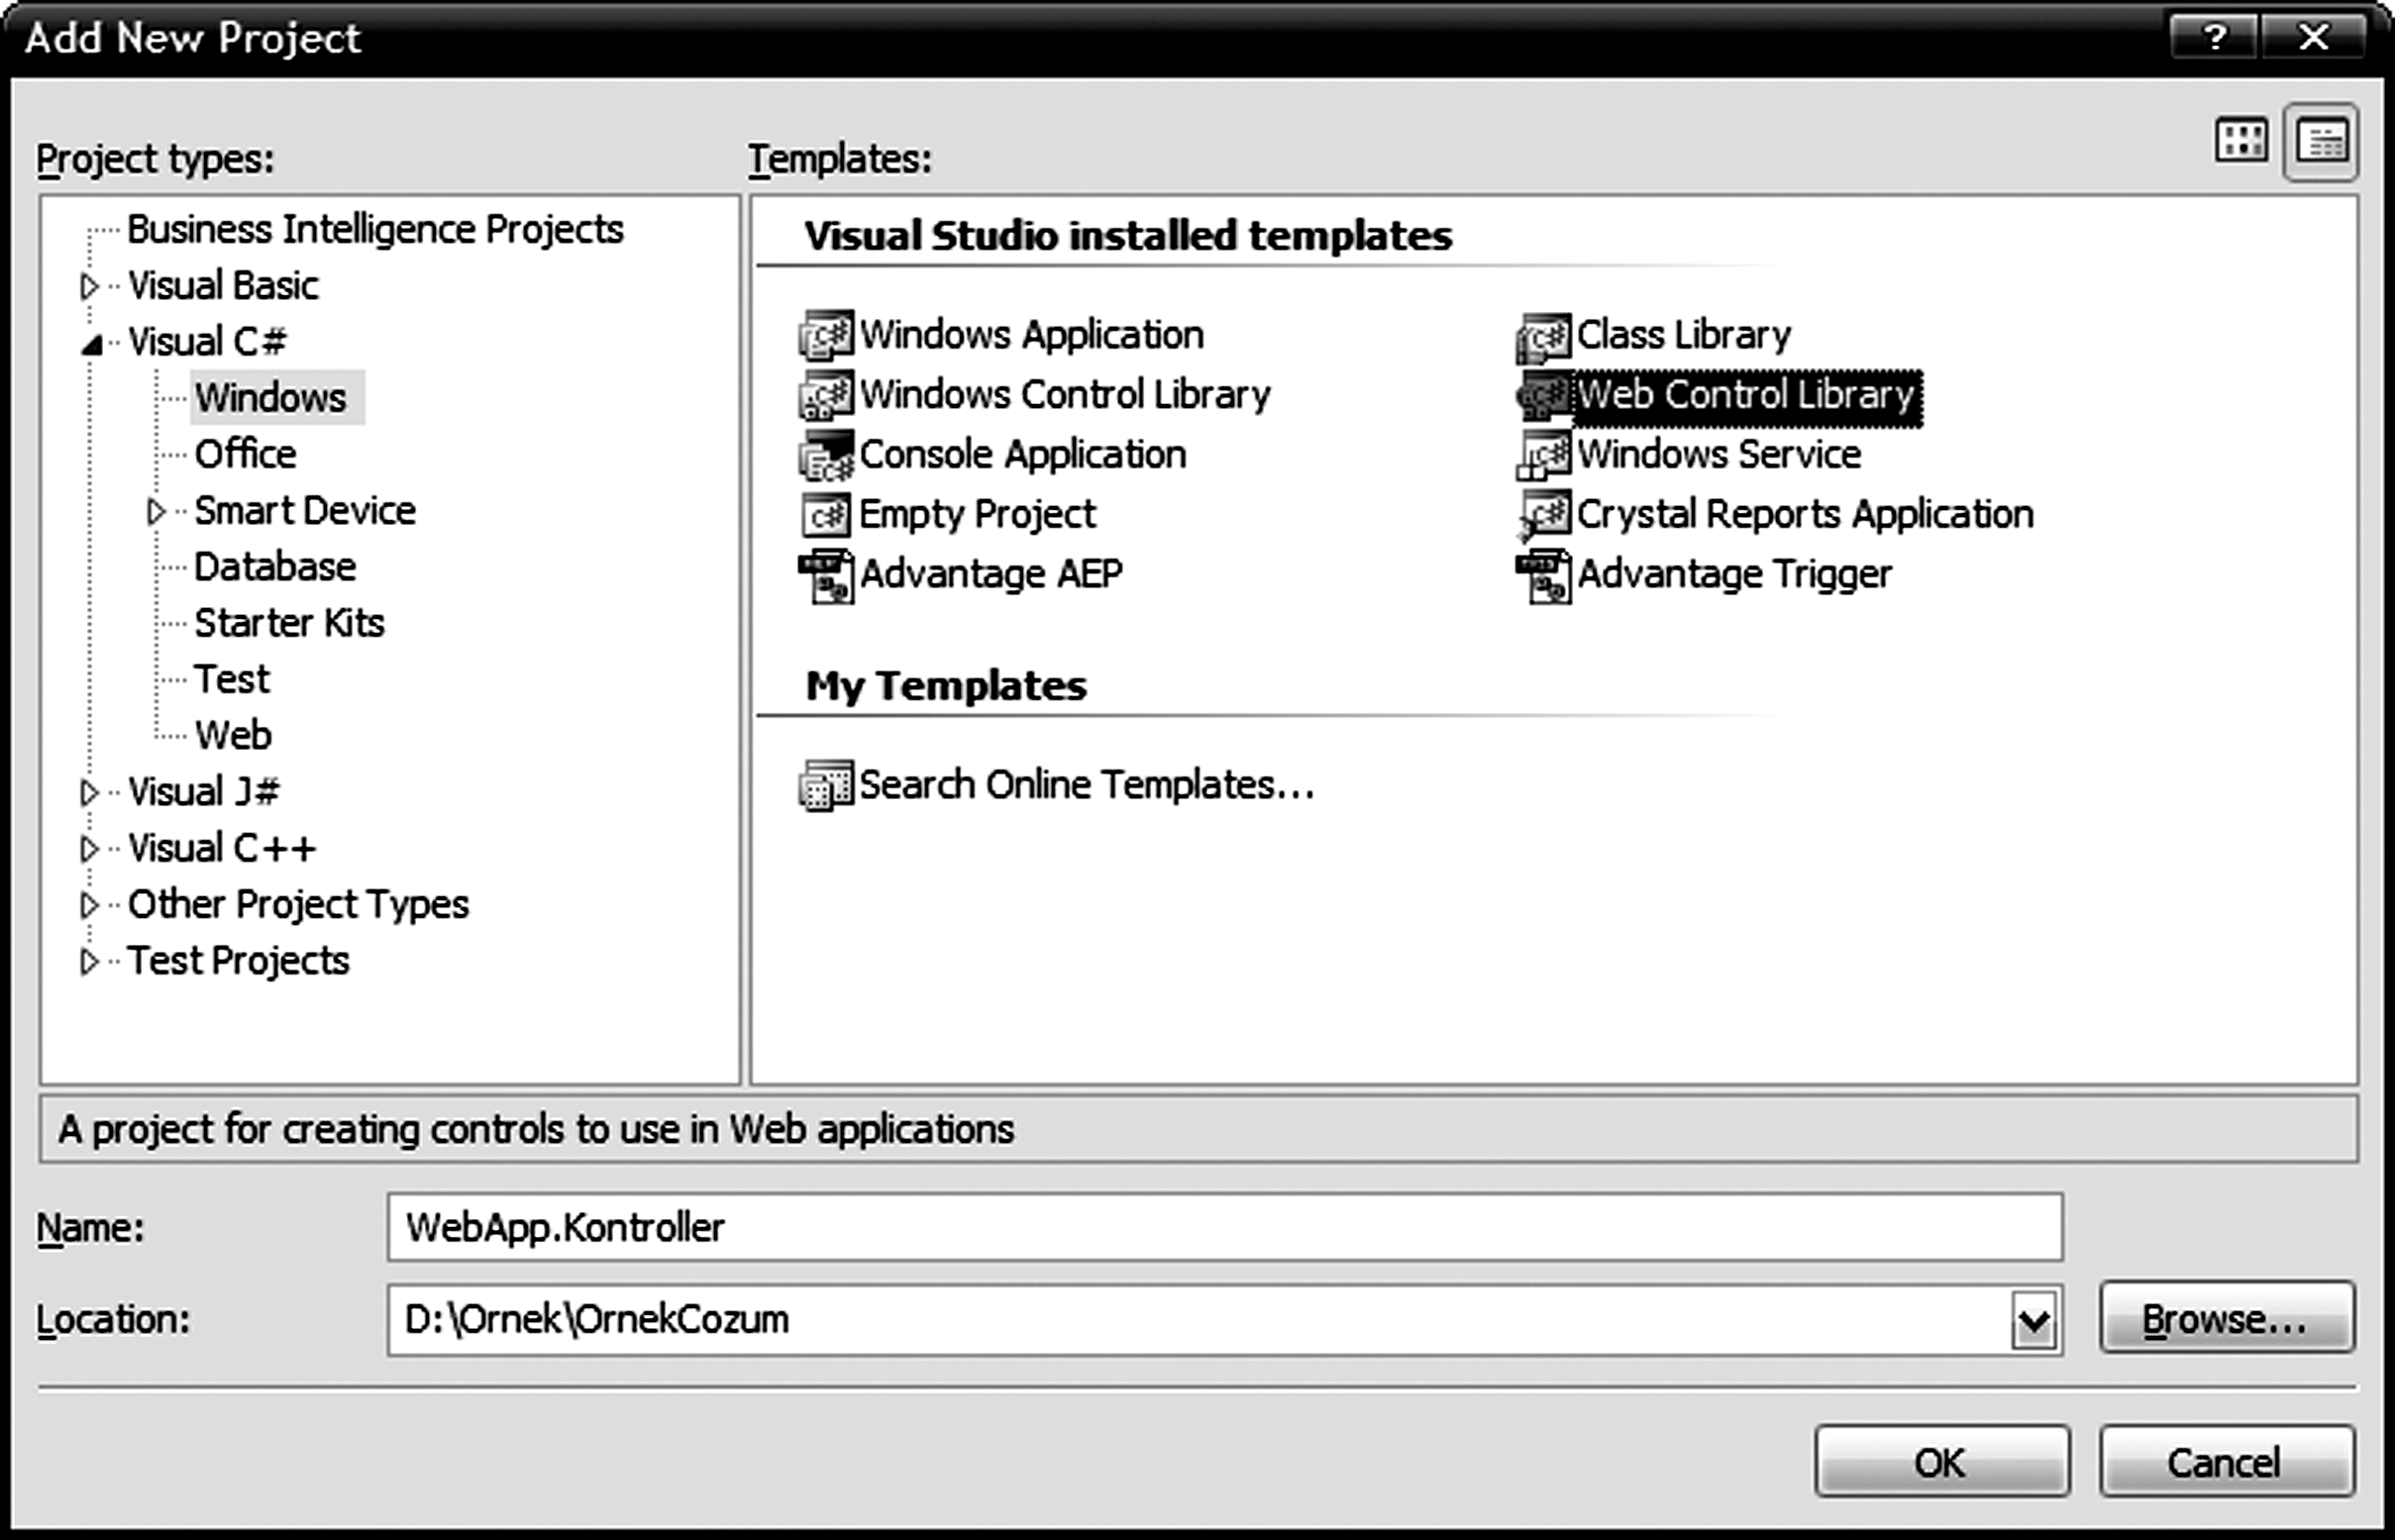 Add New Project
Project types:
Templates:
Business Intelligence Projects
Visual Basic
Visual C#
Windows
Office
Smart Device
Database
Starter Kits
Test
Web
Visual J#
Visual C++
Other Project Types
Test Projects
Visual Studio installed templates
Windows Application
Class Library
Windows Control Library
Web Control Library
Console Application
Windows Service
Empty Project
Crystal Reports Application
Advantage AEP
Advantage Trigger
My Templates
Search Online Templates...
A project for creating controls to use in Web applications
Name:
WebApp.Kontroller
Location:
D:\Ornek\OrnekCozum
Browse...
OK
Cancel